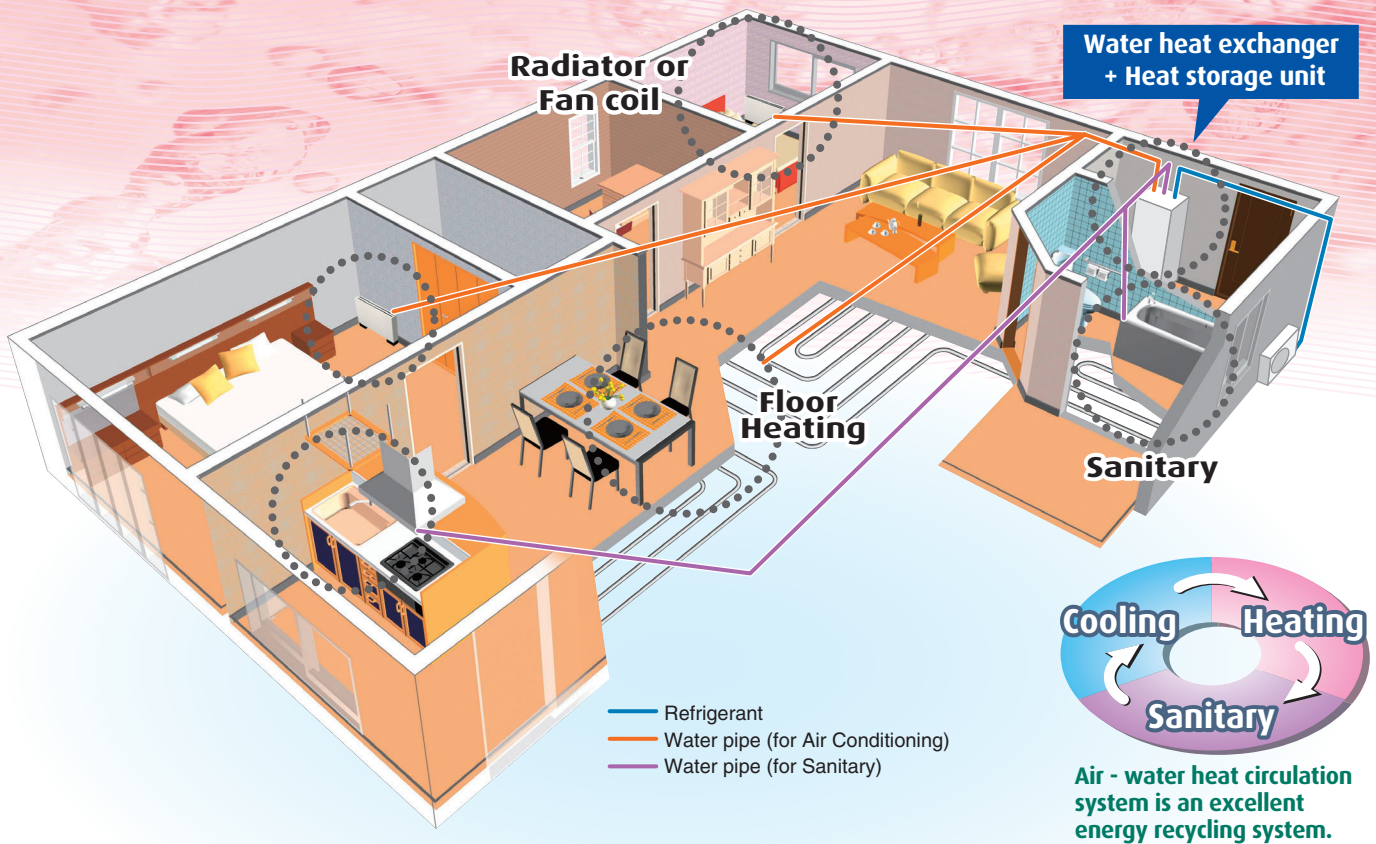 Radiator or
Fan coil
Water heat exchanger
+ Heat storage unit
Floor
Heating
Sanitary
Refrigerant
Water pipe (for Air Conditioning)
Water pipe (for Sanitary)
Cooling
Heating
Sanitary
Air - water heat circulation
system is an excellent
energy recycling system.